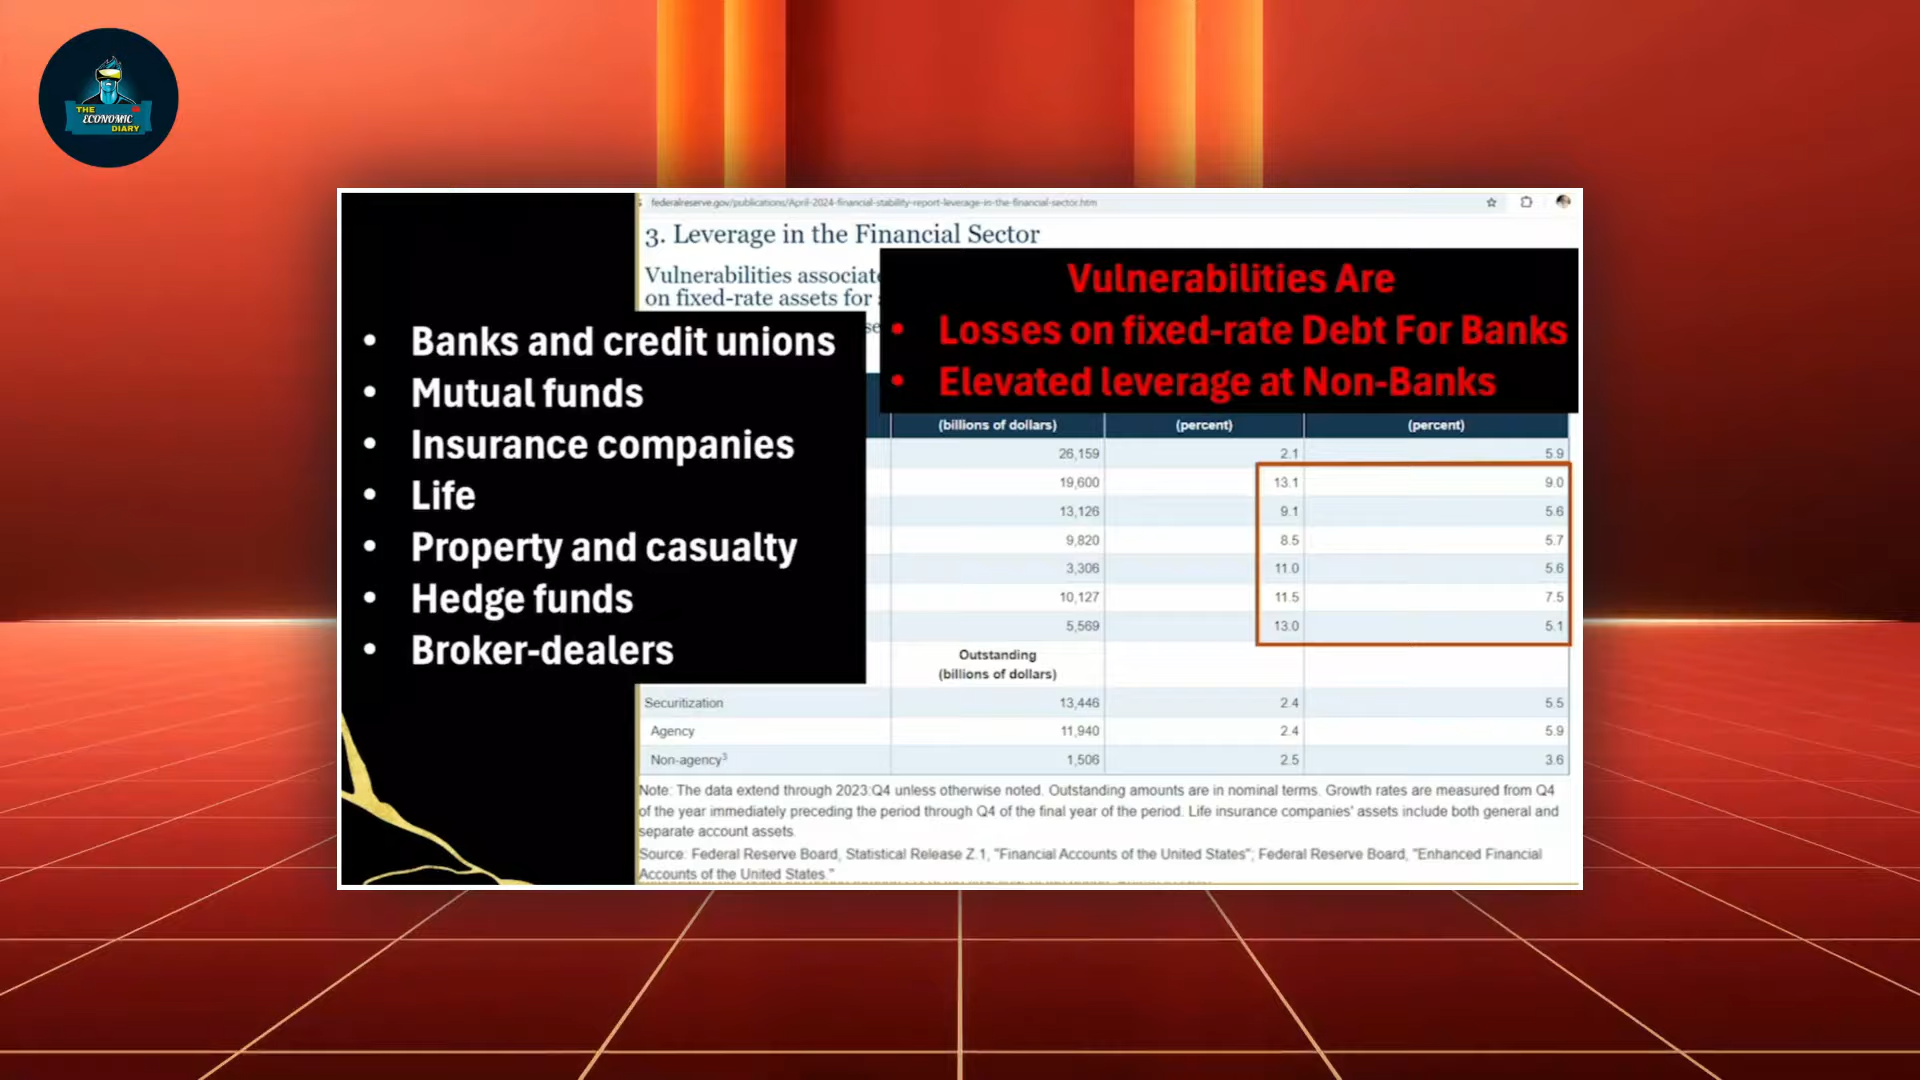 THE
ECONOMIC
DIARY
federalreserve.gov/publications/April-2024-financial-stability-report-leverage-in-the-financial-sector.htm
3. Leverage in the Financial Sector
Vulnerabilities associate
on fixed-rate assets for
se
Vulnerabilities Are
• Losses on fixed-rate Debt For Banks
• Elevated leverage at Non-Banks
• Banks and credit unions
• Mutual funds
• Insurance companies
• Life
• Property and casualty
• Hedge funds
• Broker-dealers
(billions of dollars) (percent) (percent)
26,159 2.1 5.9
19,600 13.1 9.0
13,126 9.1 5.6
9,820 8.5 5.7
3,306 11.0 5.6
10,127 11.5 7.5
5,569 13.0 5.1
Outstanding
(billions of dollars)
Securitization 13,446 2.4 5.5
Agency 11,940 2.4 5.9
Non-agency³ 1,506 2.5 3.6
Note: The data extend through 2023:Q4 unless otherwise noted. Outstanding amounts are in nominal terms. Growth rates are measured from Q4
of the year immediately preceding the period through Q4 of the final year of the period. Life insurance companies' assets include both general and
separate account assets.
Source: Federal Reserve Board, Statistical Release Z.1, "Financial Accounts of the United States"; Federal Reserve Board, "Enhanced Financial
Accounts of the United States."